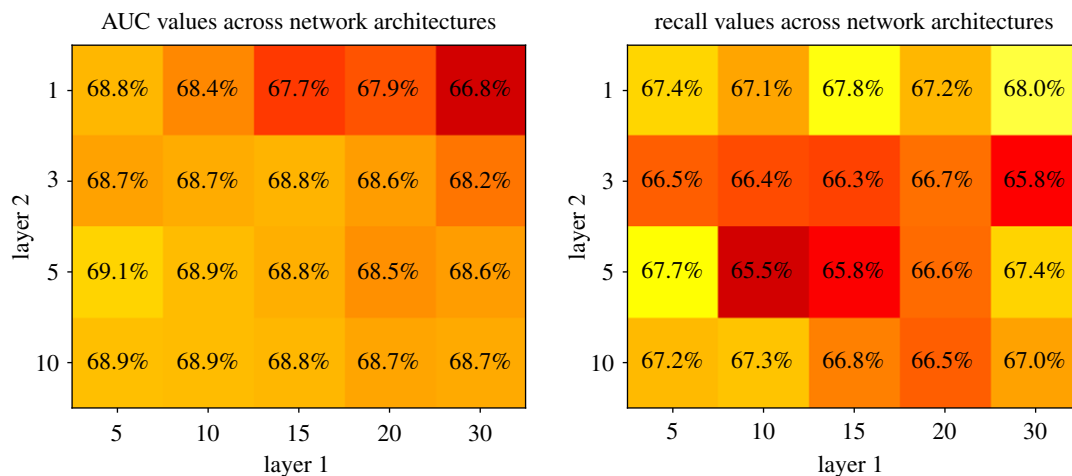 AUC values across network architectures
1 68.8% 68.4% 67.7% 67.9% 66.8%
3 68.7% 68.7% 68.8% 68.6% 68.2%
layer 2
5 69.1% 68.9% 68.8% 68.5% 68.6%
10 68.9% 68.9% 68.8% 68.7% 68.7%
5 10 15 20 30
layer 1
recall values across network architectures
1 67.4% 67.1% 67.8% 67.2% 68.0%
3 66.5% 66.4% 66.3% 66.7% 65.8%
layer 2
5 67.7% 65.5% 65.8% 66.6% 67.4%
10 67.2% 67.3% 66.8% 66.5% 67.0%
5 10 15 20 30
layer 1